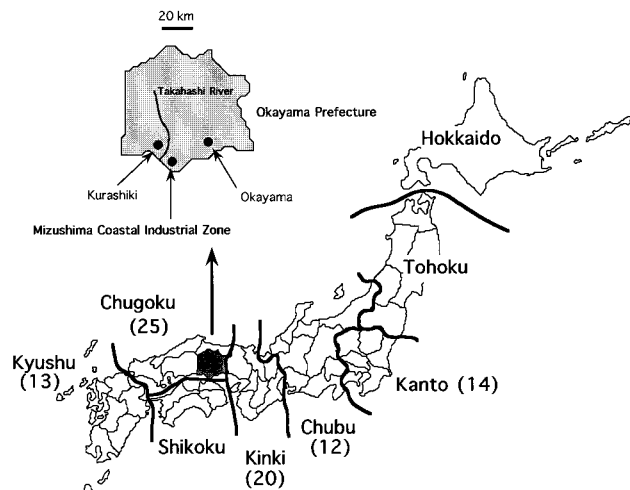 20 km
Takahashi River
Okayama Prefecture
Kurashiki
Okayama
Mizushima Coastal Industrial Zone
Hokkaido
Tohoku
Chugoku
(25)
Kyushu
(13)
Kanto (14)
Shikoku
Kinki
(20)
Chubu
(12)